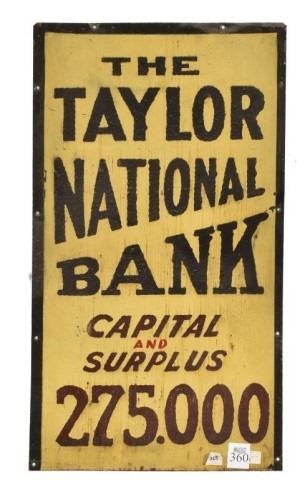 THE
TAYLOR
NATIONAL
BANK
CAPITAL
AND
SURPLUS
275.000
360